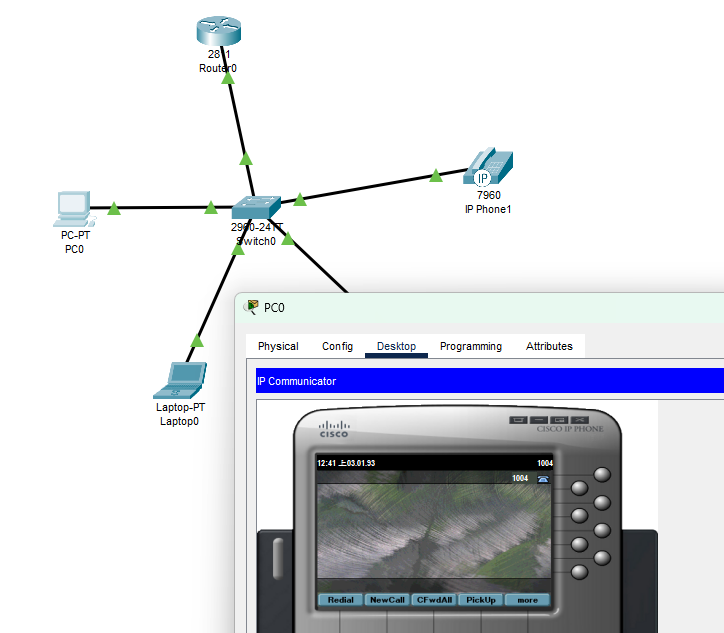 2811
Router0
IP
7960
IP Phone1
PC-PT
PC0
2960-24TT
Switch0
Laptop-PT
Laptop0
PC0
Physical Config Desktop Programming Attributes
IP Communicator
CISCO
CISCO IP PHONE
12:41 上03.01.93 1004
1004
Redial NewCall CFwdAll PickUp more